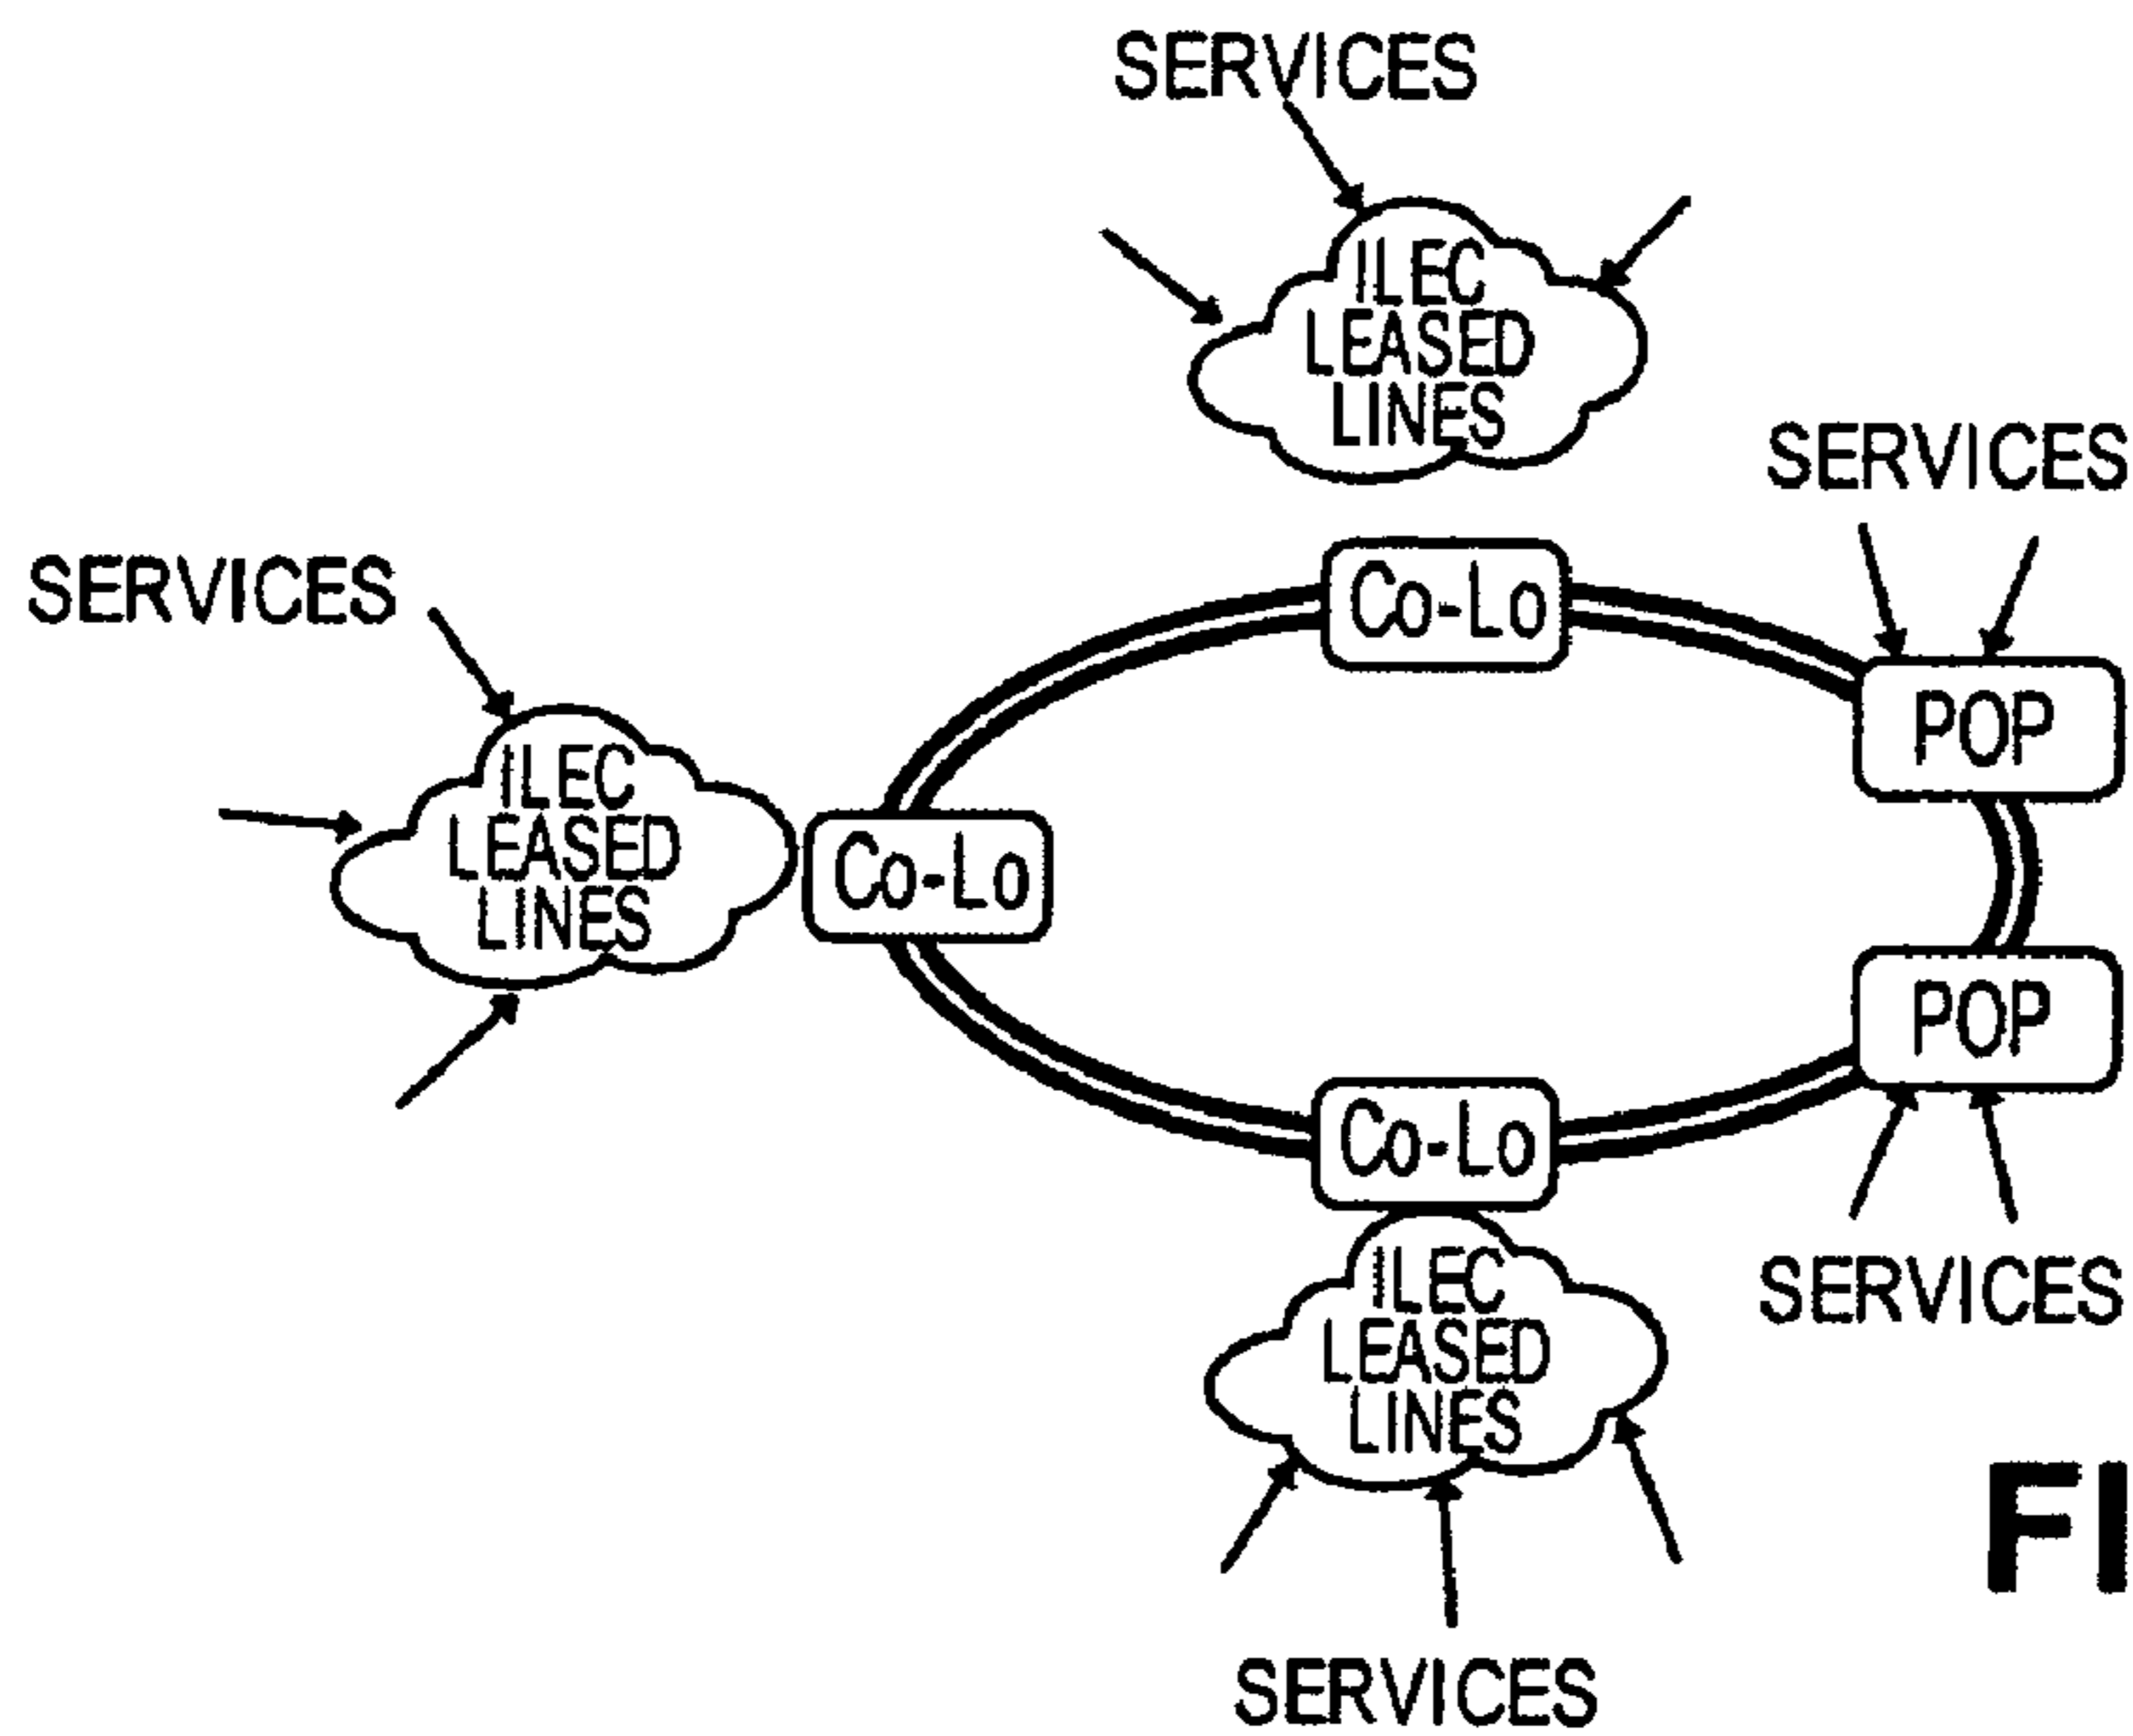 SERVICES
ILEC
LEASED
LINES
SERVICES
SERVICES
Co-Lo
POP
ILEC
LEASED
LINES
Co-Lo
POP
Co-Lo
ILEC
LEASED
LINES
SERVICES
FI
SERVICES